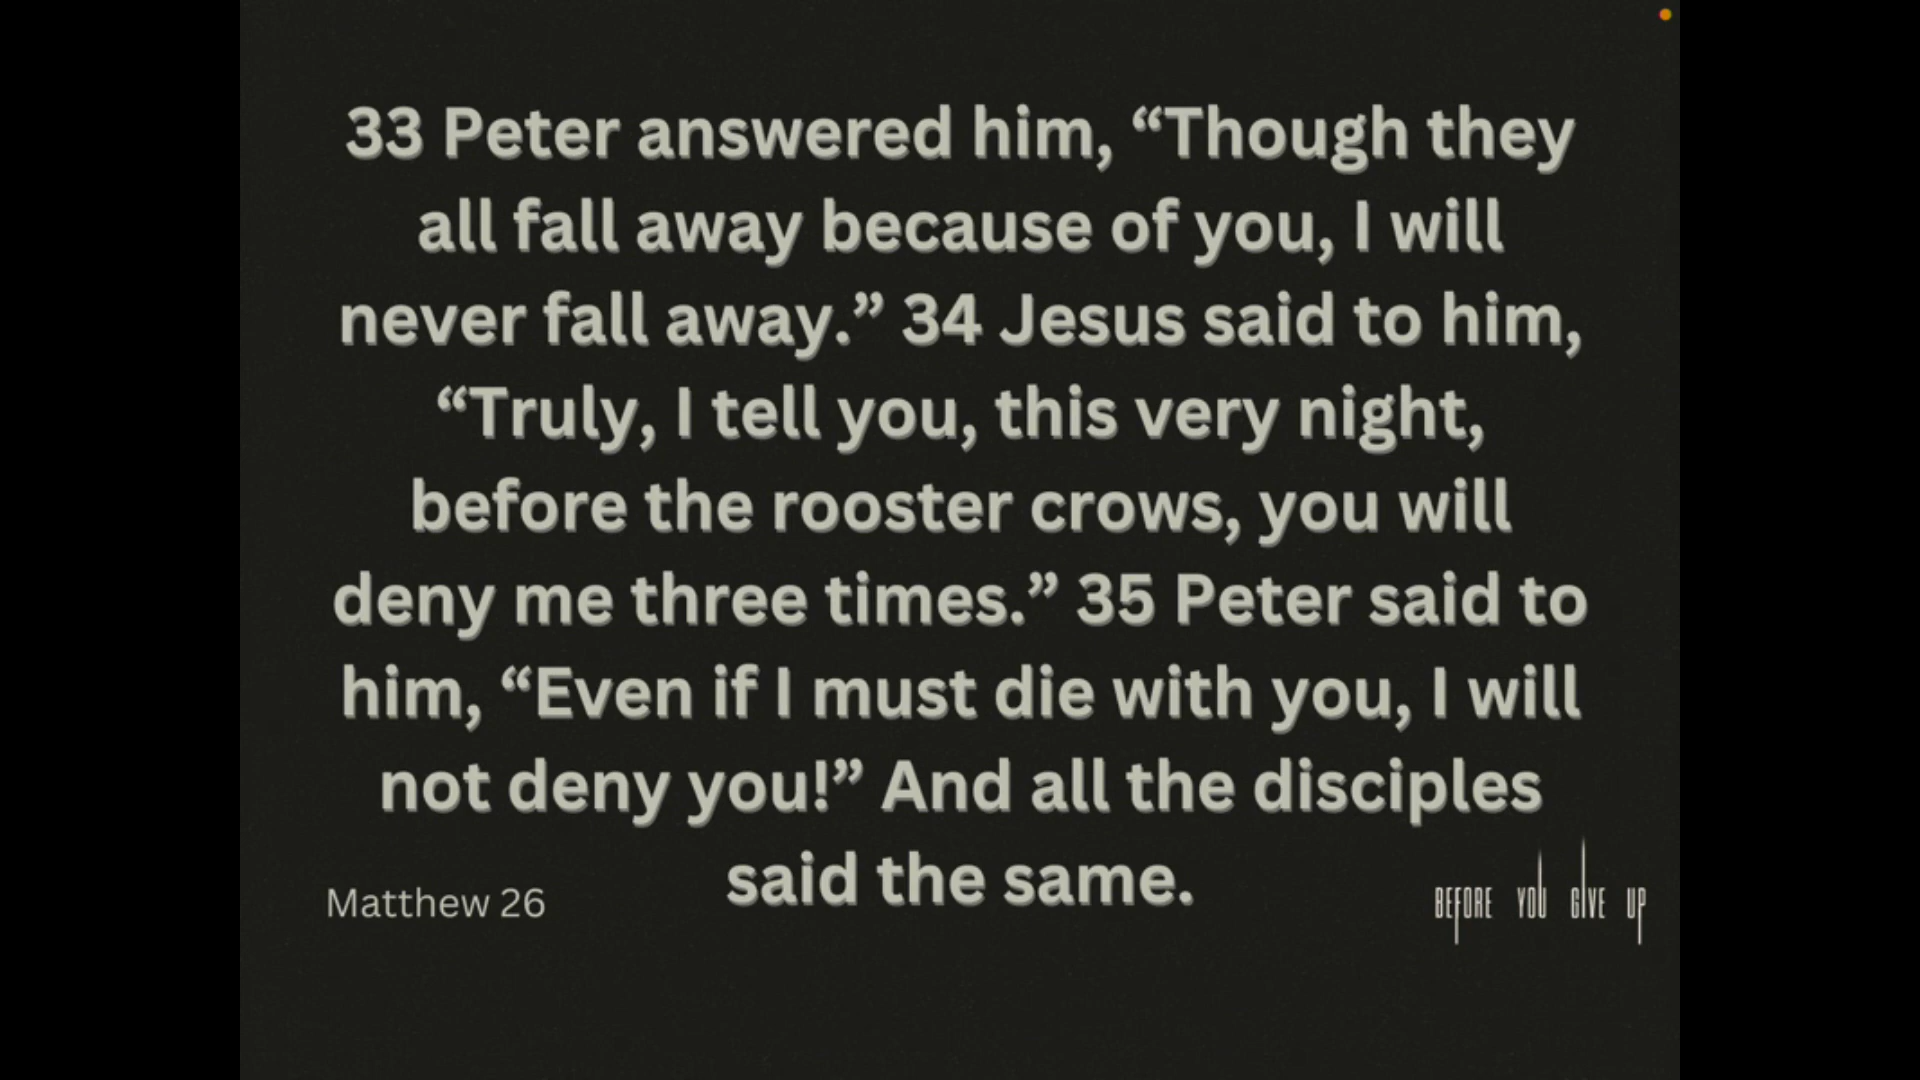 33 Peter answered him, “Though they
all fall away because of you, I will
never fall away.” 34 Jesus said to him,
“Truly, I tell you, this very night,
before the rooster crows, you will
deny me three times.” 35 Peter said to
him, “Even if I must die with you, I will
not deny you!” And all the disciples
said the same.
Matthew 26
BEFORE YOU GIVE UP